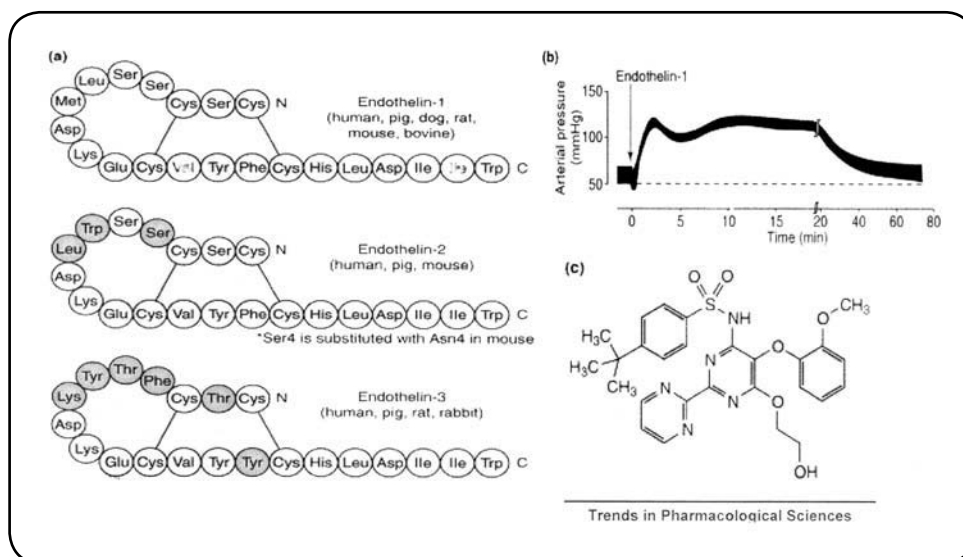 (a)
Leu Ser Ser
Met
Asp
Lys
Cys Ser Cys N
Glu Cys Val Tyr Phe Cys His Leu Asp Ile Trp C
Endothelin-1
(human, pig, dog, rat,
mouse, bovine)
Trp Ser Ser
Leu
Asp
Lys
Cys Ser Cys N
Glu Cys Val Tyr Phe Cys His Leu Asp Ile Ile Trp C
Endothelin-2
(human, pig, mouse)
*Ser4 is substituted with Asn4 in mouse
Tyr Thr Phe
Lys
Asp
Lys
Cys Thr Cys N
Glu Cys Val Tyr Tyr Cys His Leu Asp Ile Ile Trp C
Endothelin-3
(human, pig, rat, rabbit)
(b)
Endothelin-1
Arterial pressure
(mmHg)
150
100
50
0 5 10 15 20 40 60 80
Time (min)
(c)
O O
S
NH
O CH3
H3C
CH3
CH3
N
O
N
N
N
O
OH
Trends in Pharmacological Sciences